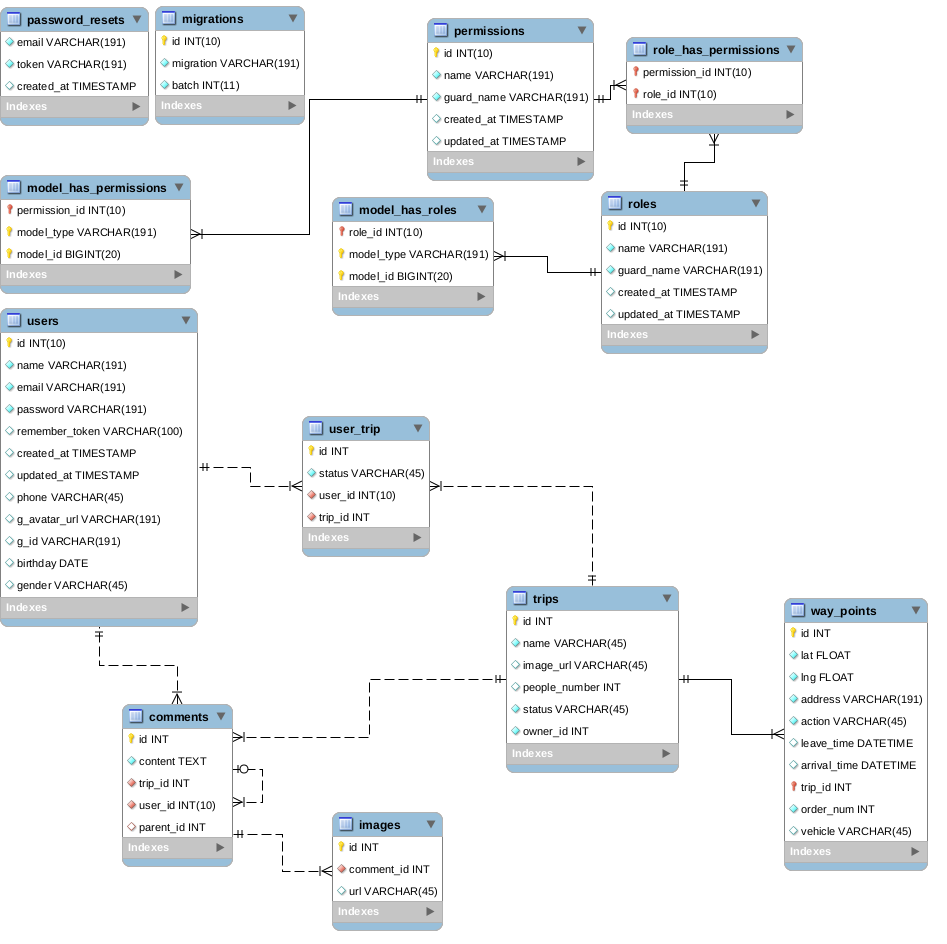 password_resets
email VARCHAR(191)
token VARCHAR(191)
created_at TIMESTAMP
Indexes
migrations
id INT(10)
migration VARCHAR(191)
batch INT(11)
Indexes
permissions
id INT(10)
name VARCHAR(191)
guard_name VARCHAR(191)
created_at TIMESTAMP
updated_at TIMESTAMP
Indexes
role_has_permissions
permission_id INT(10)
role_id INT(10)
Indexes
model_has_permissions
permission_id INT(10)
model_type VARCHAR(191)
model_id BIGINT(20)
Indexes
model_has_roles
role_id INT(10)
model_type VARCHAR(191)
model_id BIGINT(20)
Indexes
roles
id INT(10)
name VARCHAR(191)
guard_name VARCHAR(191)
created_at TIMESTAMP
updated_at TIMESTAMP
Indexes
users
id INT(10)
name VARCHAR(191)
email VARCHAR(191)
password VARCHAR(191)
remember_token VARCHAR(100)
created_at TIMESTAMP
updated_at TIMESTAMP
phone VARCHAR(45)
g_avatar_url VARCHAR(191)
g_id VARCHAR(191)
birthday DATE
gender VARCHAR(45)
Indexes
user_trip
id INT
status VARCHAR(45)
user_id INT(10)
trip_id INT
Indexes
trips
id INT
name VARCHAR(45)
image_url VARCHAR(45)
people_number INT
status VARCHAR(45)
owner_id INT
Indexes
way_points
id INT
lat FLOAT
lng FLOAT
address VARCHAR(191)
action VARCHAR(45)
leave_time DATETIME
arrival_time DATETIME
trip_id INT
order_num INT
vehicle VARCHAR(45)
Indexes
comments
id INT
content TEXT
trip_id INT
user_id INT(10)
parent_id INT
Indexes
images
id INT
comment_id INT
url VARCHAR(45)
Indexes